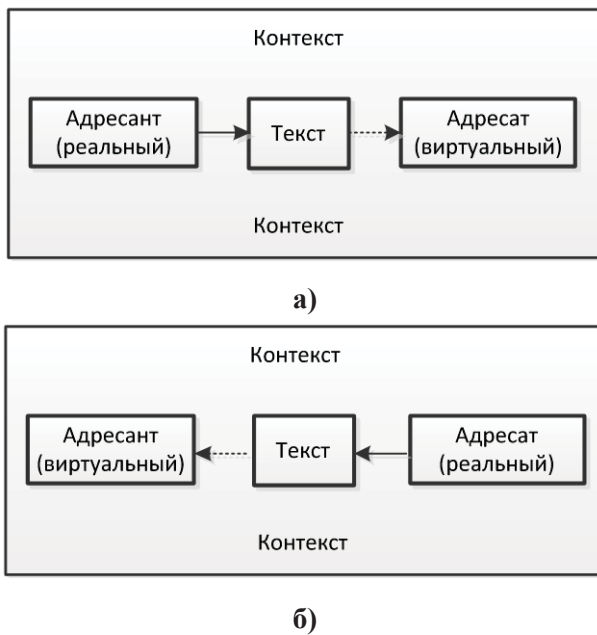 Контекст
Адресант
(реальный)
Текст
Адресат
(виртуальный)
Контекст
а)
Контекст
Адресант
(виртуальный)
Текст
Адресат
(реальный)
Контекст
б)